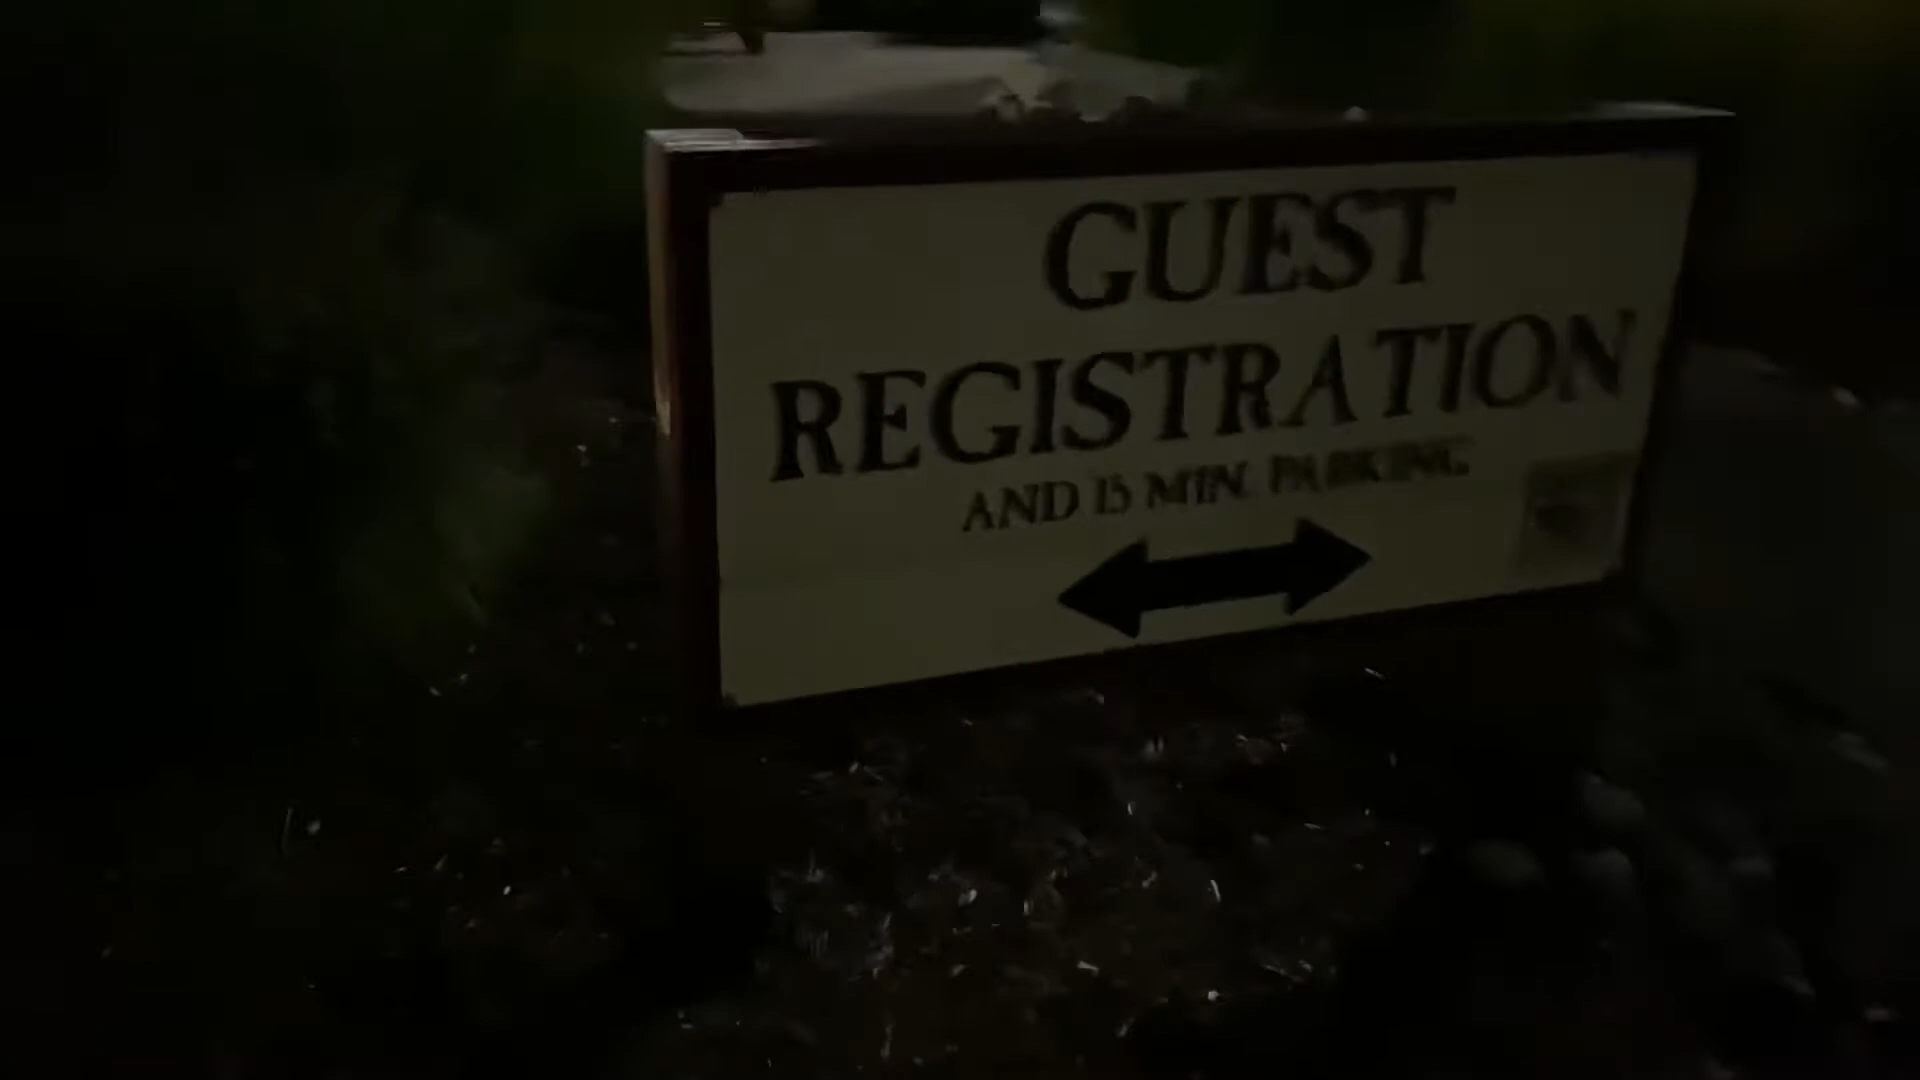 GUEST
REGISTRATION
AND 15 MIN. PARKING